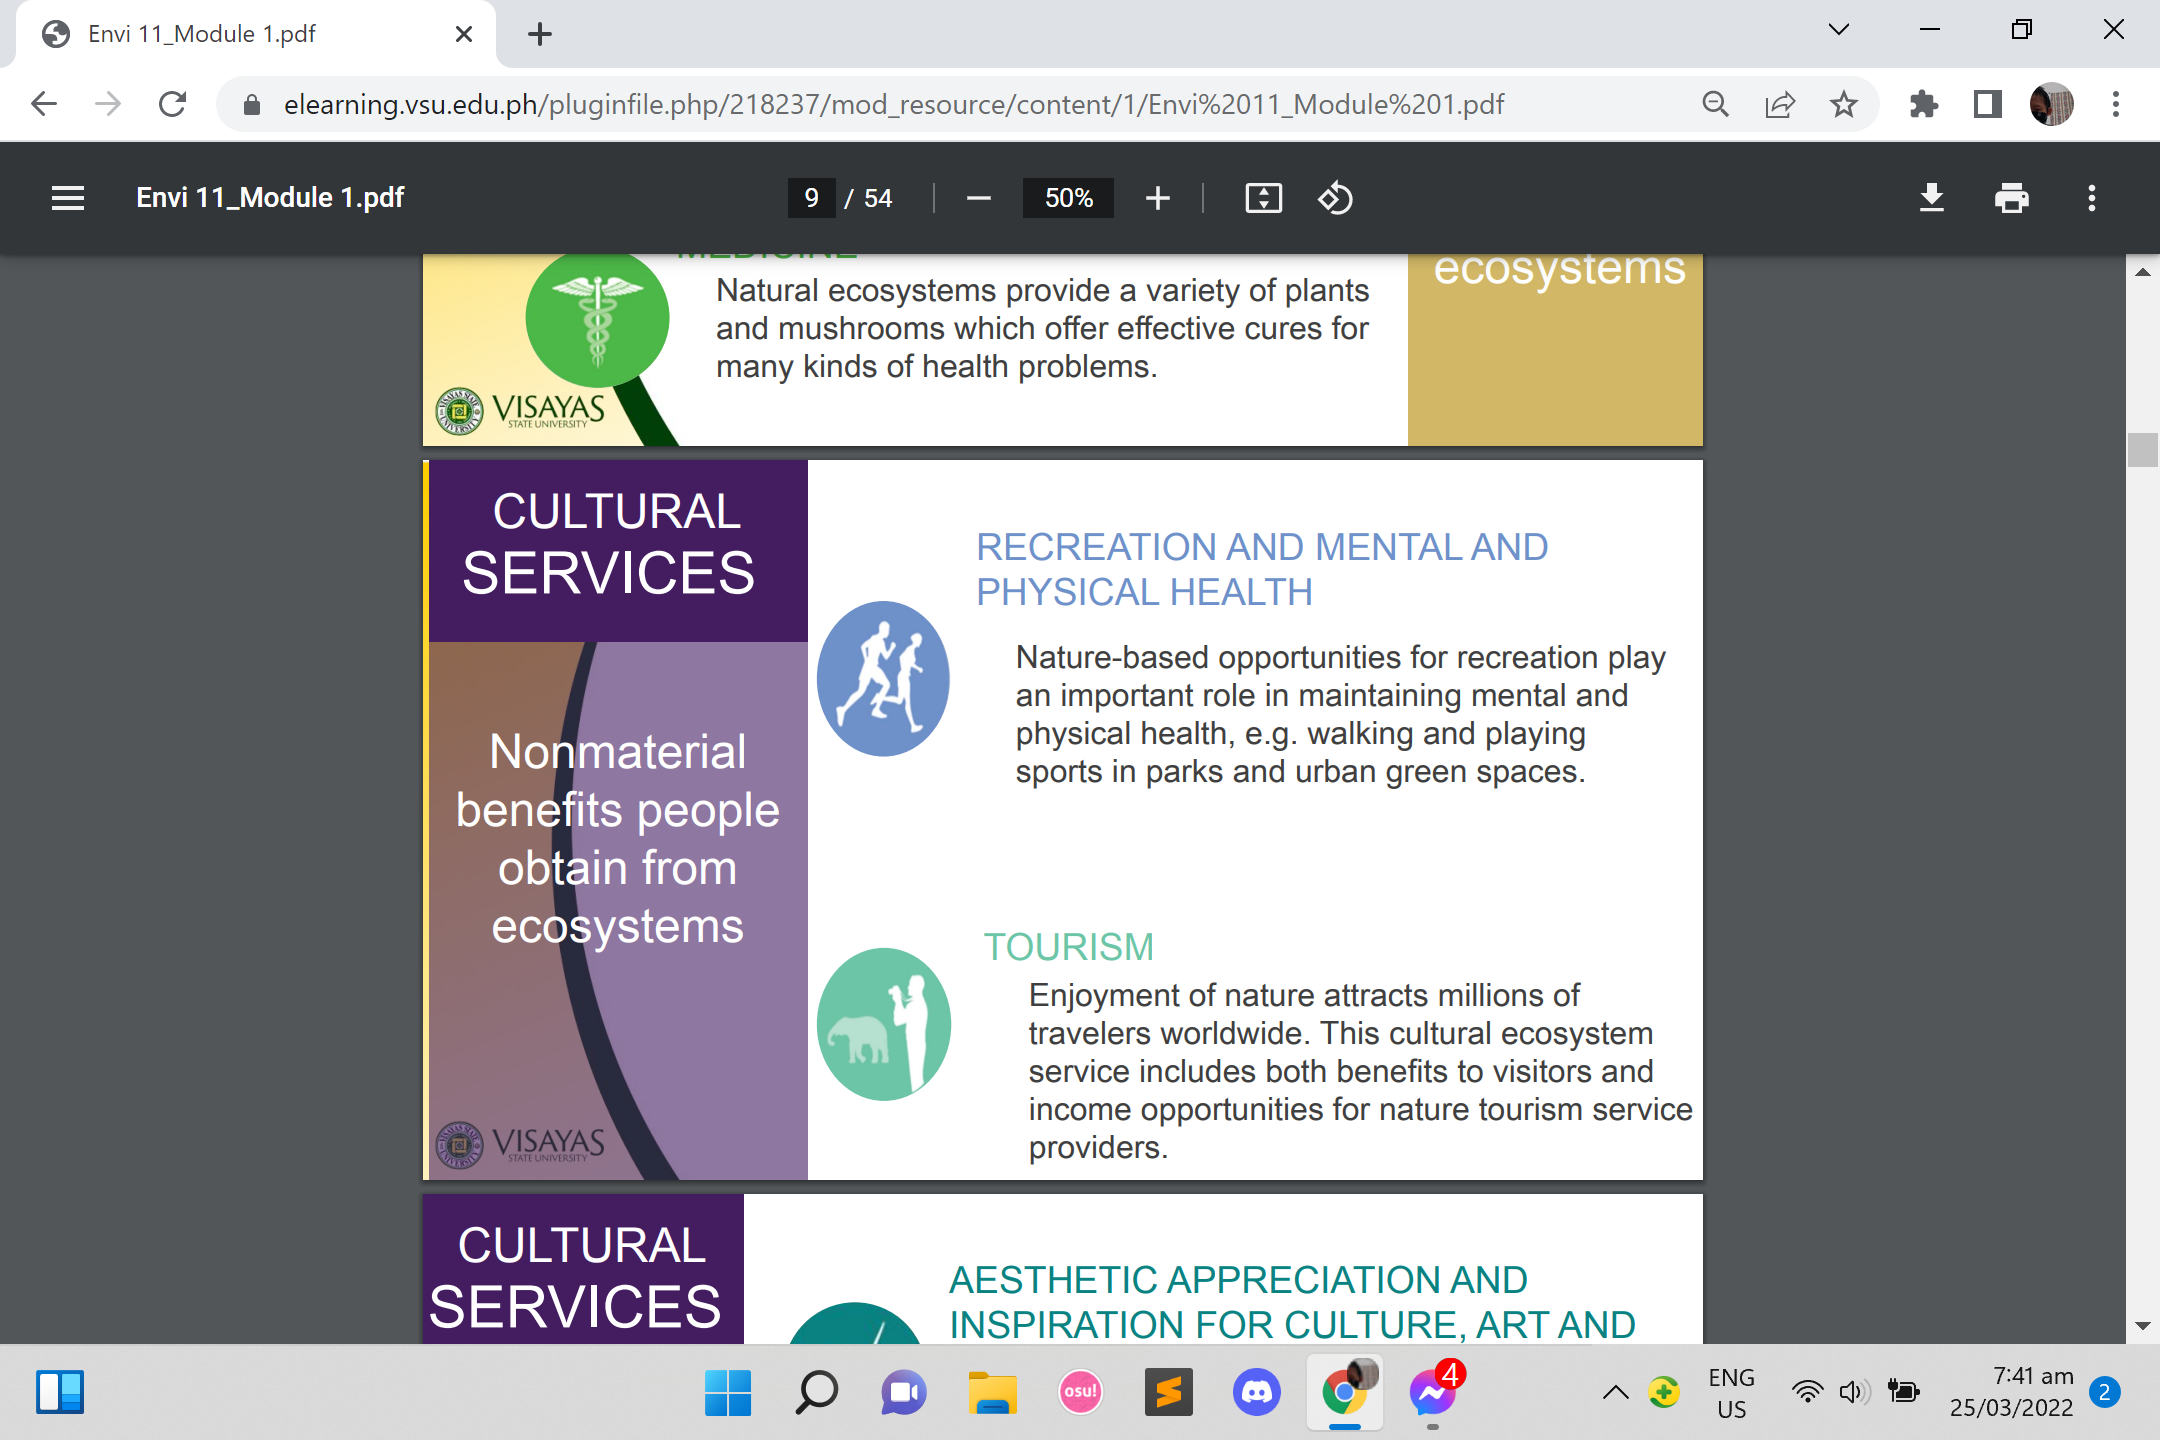 Envi 11_Module 1.pdf
elearning.vsu.edu.ph/pluginfile.php/218237/mod_resource/content/1/Envi%2011_Module%201.pdf
Envi 11_Module 1.pdf
9 / 54
50%
MEDICINE
Natural ecosystems provide a variety of plants
and mushrooms which offer effective cures for
many kinds of health problems.
ecosystems
VISAYAS
STATE UNIVERSITY
CULTURAL
SERVICES
Nonmaterial
benefits people
obtain from
ecosystems
VISAYAS
STATE UNIVERSITY
RECREATION AND MENTAL AND
PHYSICAL HEALTH
Nature-based opportunities for recreation play
an important role in maintaining mental and
physical health, e.g. walking and playing
sports in parks and urban green spaces.
TOURISM
Enjoyment of nature attracts millions of
travelers worldwide. This cultural ecosystem
service includes both benefits to visitors and
income opportunities for nature tourism service
providers.
CULTURAL
SERVICES
AESTHETIC APPRECIATION AND
INSPIRATION FOR CULTURE, ART AND
osu!
4
ENG
US
7:41 am
25/03/2022
2